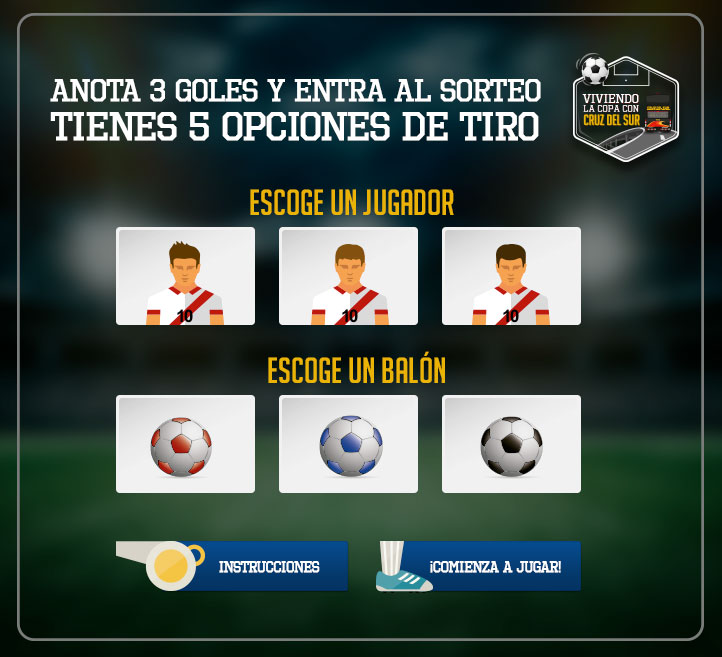 ANOTA 3 GOLES Y ENTRA AL SORTEO
TIENES 5 OPCIONES DE TIRO
VIVIENDO
LA COPA CON
CRUZ DEL SUR
ESCOGE UN JUGADOR
10
10
10
ESCOGE UN BALÓN
INSTRUCCIONES
¡COMIENZA A JUGAR!